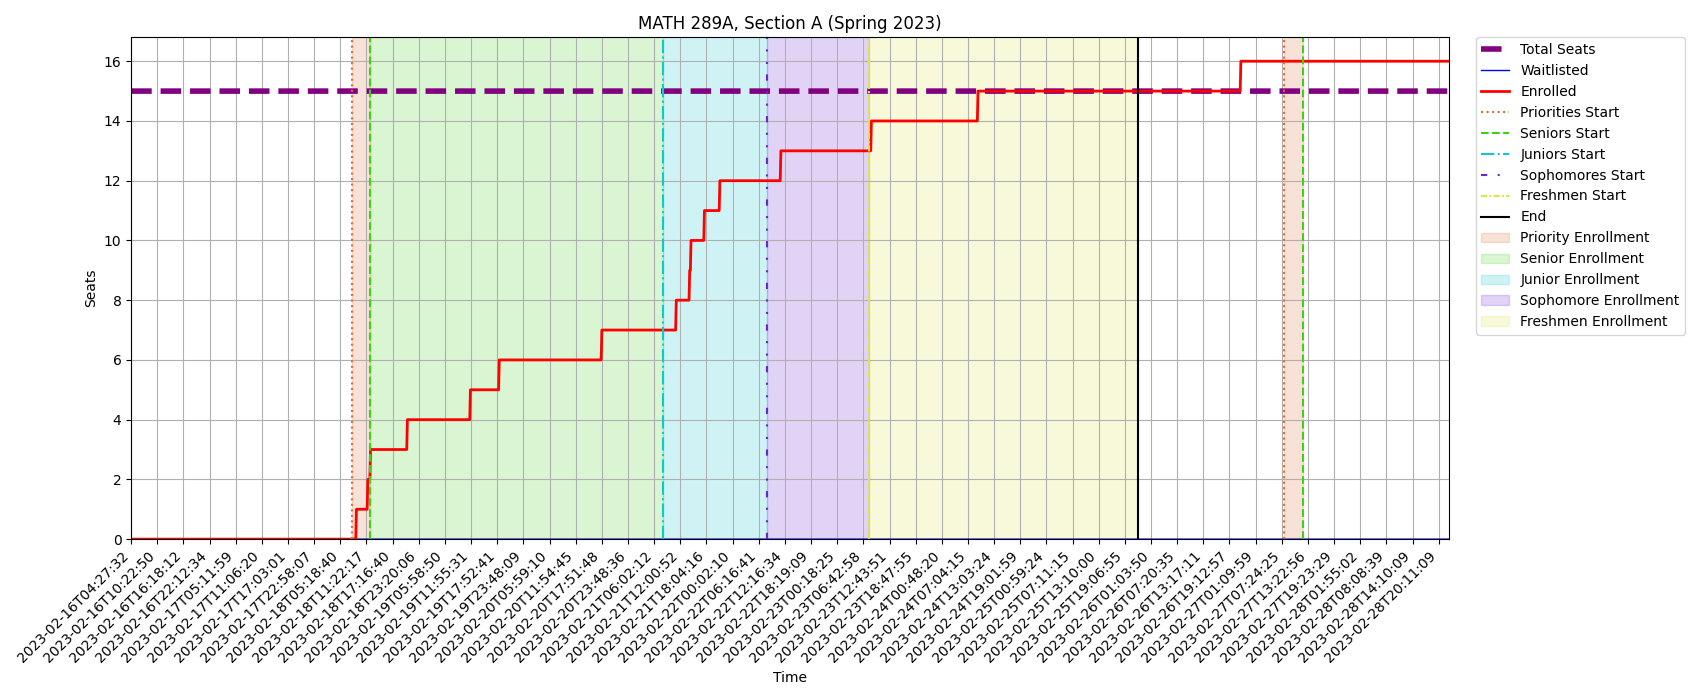 MATH 289A, Section A (Spring 2023)
Seats
16
14
12
10
8
6
4
2
0
2023-02-16T04:27:32
2023-02-16T10:22:50
2023-02-16T16:18:12
2023-02-16T22:12:34
2023-02-17T05:11:59
2023-02-17T11:06:20
2023-02-17T17:03:01
2023-02-17T22:58:07
2023-02-18T05:18:40
2023-02-18T11:22:17
2023-02-18T17:16:40
2023-02-18T23:20:06
2023-02-19T05:58:50
2023-02-19T11:55:31
2023-02-19T17:52:41
2023-02-19T23:48:09
2023-02-20T05:59:10
2023-02-20T11:54:45
2023-02-20T17:51:48
2023-02-20T23:48:36
2023-02-21T06:02:12
2023-02-21T12:00:52
2023-02-21T18:04:16
2023-02-22T00:02:10
2023-02-22T06:16:41
2023-02-22T12:16:34
2023-02-22T18:19:09
2023-02-23T00:18:25
2023-02-23T06:42:58
2023-02-23T12:43:51
2023-02-23T18:47:55
2023-02-24T00:48:20
2023-02-24T07:04:15
2023-02-24T13:03:24
2023-02-24T19:01:59
2023-02-25T00:59:24
2023-02-25T07:11:15
2023-02-25T13:10:00
2023-02-25T19:06:55
2023-02-26T01:03:50
2023-02-26T07:20:35
2023-02-26T13:17:11
2023-02-26T19:12:57
2023-02-27T01:09:59
2023-02-27T07:24:25
2023-02-27T13:22:56
2023-02-27T19:23:29
2023-02-28T01:55:02
2023-02-28T08:08:39
2023-02-28T14:10:09
2023-02-28T20:11:09
Time
Total Seats
Waitlisted
Enrolled
Priorities Start
Seniors Start
Juniors Start
Sophomores Start
Freshmen Start
End
Priority Enrollment
Senior Enrollment
Junior Enrollment
Sophomore Enrollment
Freshmen Enrollment